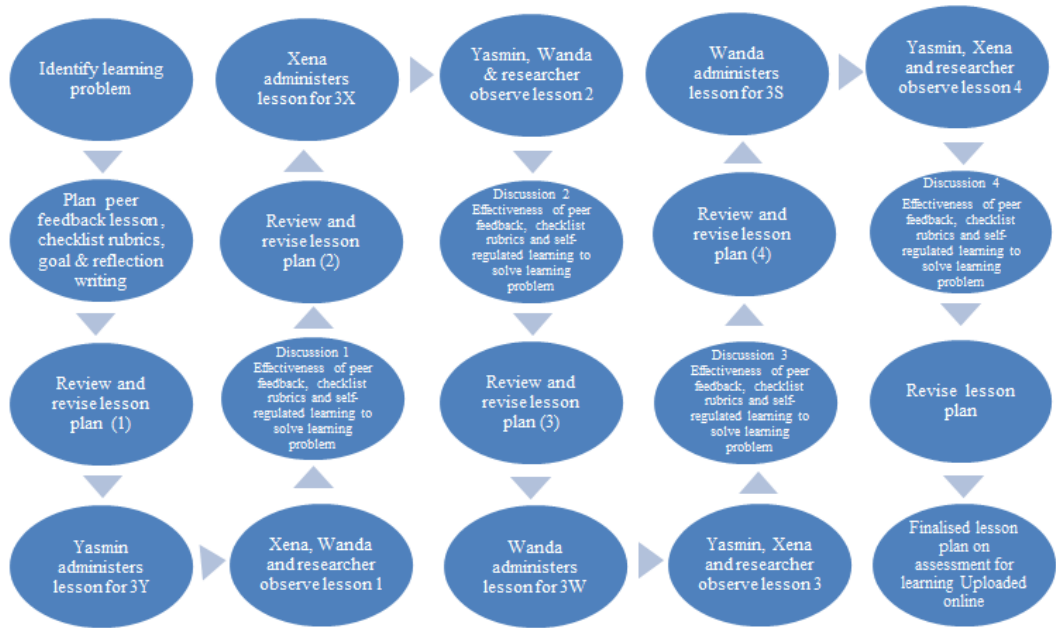 Identify learning
problem
Plan peer
feedback lesson,
checklist rubrics,
goal & reflection
writing
Review and
revise lesson
plan (1)
Yasmin
administers
lesson for 3Y
Xena, Wanda
and researcher
observe lesson 1
Discussion 1
Effectiveness of peer
feedback, checklist
rubrics and self-
regulated learning to
solve learning
problem
Review and
revise lesson
plan (2)
Xena
administers
lesson for 3X
Yasmin, Wanda
& researcher
observe lesson 2
Discussion 2
Effectiveness of peer
feedback, checklist
rubrics and self-
regulated learning to
solve learning
problem
Review and
revise lesson
plan (3)
Wanda
administers
lesson for 3W
Yasmin, Xena
and researcher
observe lesson 3
Discussion 3
Effectiveness of peer
feedback, checklist
rubrics and self-
regulated learning to
solve learning
problem
Review and
revise lesson
plan (4)
Wanda
administers
lesson for 3S
Yasmin, Xena
and researcher
observe lesson 4
Discussion 4
Effectiveness of peer
feedback, checklist
rubrics and self-
regulated learning to
solve learning
problem
Revise lesson
plan
Finalised lesson
plan on
assessment for
learning Uploaded
online